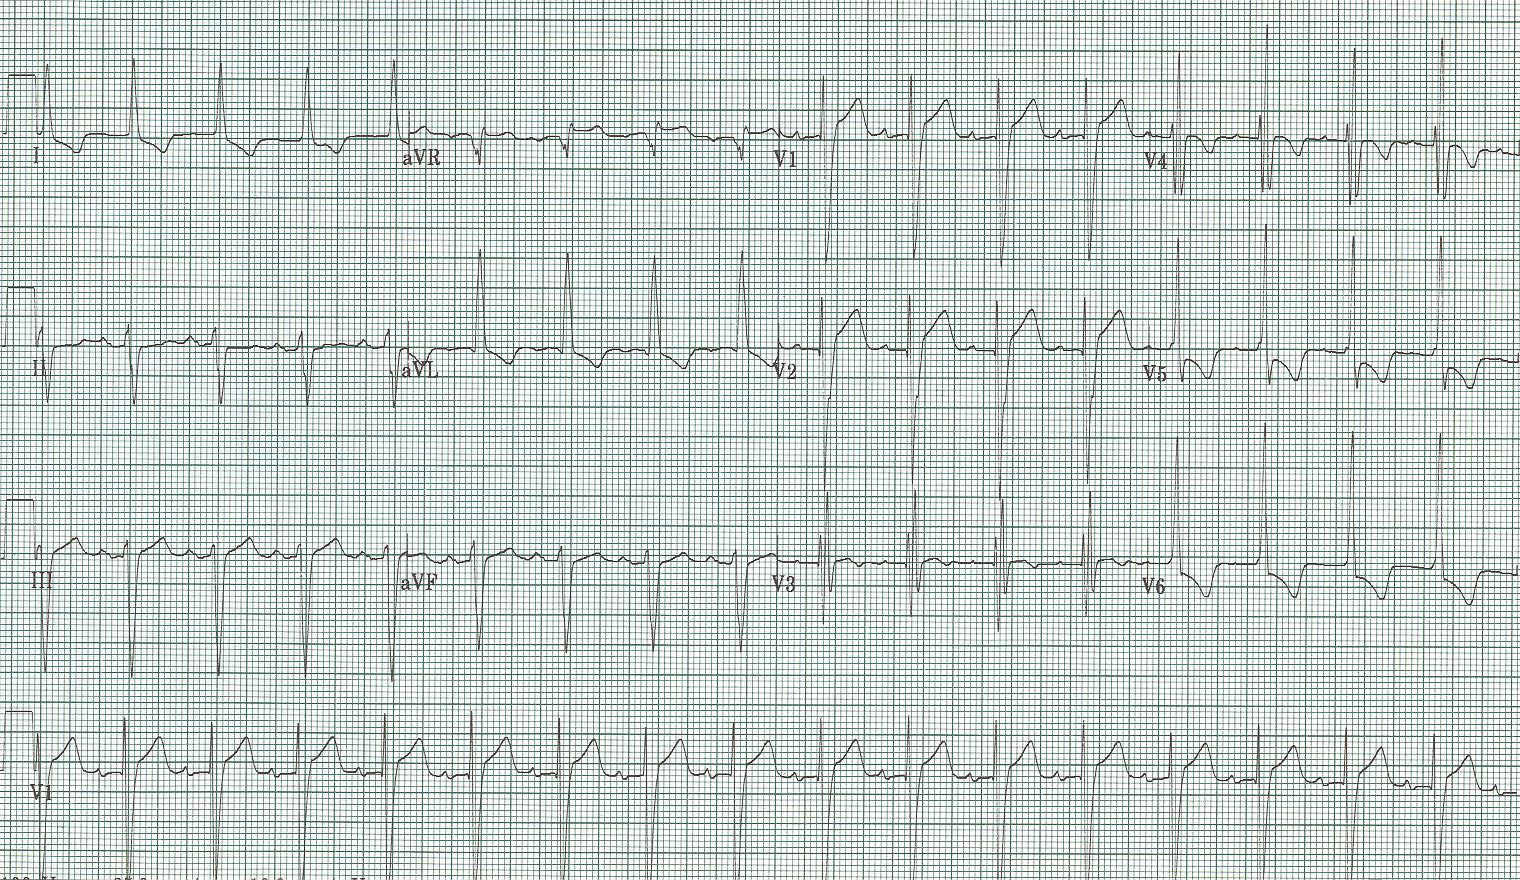 I aVR V1 V4
II aVL V2 V5
III aVF V3 V6
V1